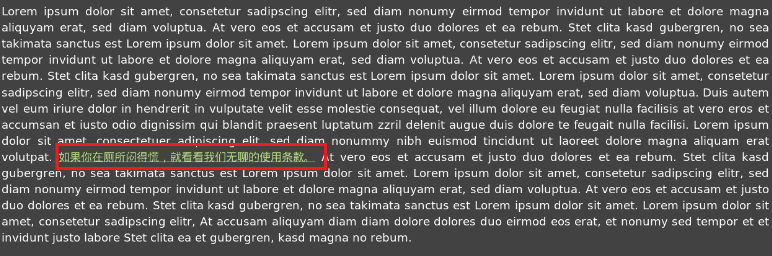 Lorem ipsum dolor sit amet, consetetur sadipscing elitr, sed diam nonumy eirmod tempor invidunt ut labore et dolore magna
aliquyam erat, sed diam voluptua. At vero eos et accusam et justo duo dolores et ea rebum. Stet clita kasd gubergren, no sea
takimata sanctus est Lorem ipsum dolor sit amet. Lorem ipsum dolor sit amet, consetetur sadipscing elitr, sed diam nonumy eirmod
tempor invidunt ut labore et dolore magna aliquyam erat, sed diam voluptua. At vero eos et accusam et justo duo dolores et ea
rebum. Stet clita kasd gubergren, no sea takimata sanctus est Lorem ipsum dolor sit amet. Lorem ipsum dolor sit amet, consetetur
sadipscing elitr, sed diam nonumy eirmod tempor invidunt ut labore et dolore magna aliquyam erat, sed diam voluptua. Duis autem
vel eum iriure dolor in hendrerit in vulputate velit esse molestie consequat, vel illum dolore eu feugiat nulla facilisis at vero eros et
accumsan et iusto odio dignissim qui blandit praesent luptatum zzril delenit augue duis dolore te feugait nulla facilisi. Lorem ipsum
dolor sit amet, consectetuer adipiscing elit, sed diam nonummy nibh euismod tincidunt ut laoreet dolore magna aliquam erat
volutpat. 如果你在厕所闷得慌，就看看我们无聊的使用条款。 At vero eos et accusam et justo duo dolores et ea rebum. Stet clita kasd
gubergren, no sea takimata sanctus est Lorem ipsum dolor sit amet. Lorem ipsum dolor sit amet, consetetur sadipscing elitr, sed
diam nonumy eirmod tempor invidunt ut labore et dolore magna aliquyam erat, sed diam voluptua. At vero eos et accusam et justo
duo dolores et ea rebum. Stet clita kasd gubergren, no sea takimata sanctus est Lorem ipsum dolor sit amet. Lorem ipsum dolor sit
amet, consetetur sadipscing elitr, At accusam aliquyam diam diam dolore dolores duo eirmod eos erat, et nonumy sed tempor et et
invidunt justo labore Stet clita ea et gubergren, kasd magna no rebum.